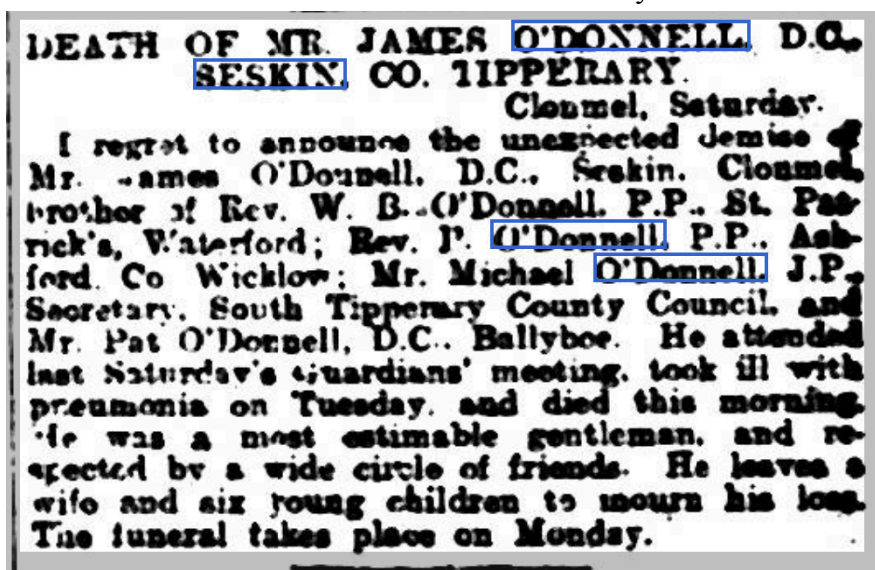 DEATH OF MR. JAMES O'DONNELL, D.C.,
SESKIN, CO. TIPPERARY.
Clonmel, Saturday.
I regret to announce the unexpected demise of
Mr. James O'Donnell, D.C., Seskin, Clonmel,
brother of Rev. W. B. O'Donnell, P.P., St. Pat-
rick's, Waterford; Rev. P. O'Donnell, P.P., Ash-
ford, Co Wicklow; Mr. Michael O'Donnell, J.P.,
Secretary, South Tipperary County Council, and
Mr. Pat O'Donnell, D.C., Ballyboe. He attended
last Saturday's Guardians' meeting, took ill with
pneumonia on Tuesday, and died this morning.
He was a most estimable gentleman, and re-
spected by a wide circle of friends. He leaves a
wife and six young children to mourn his loss.
The funeral takes place on Monday.